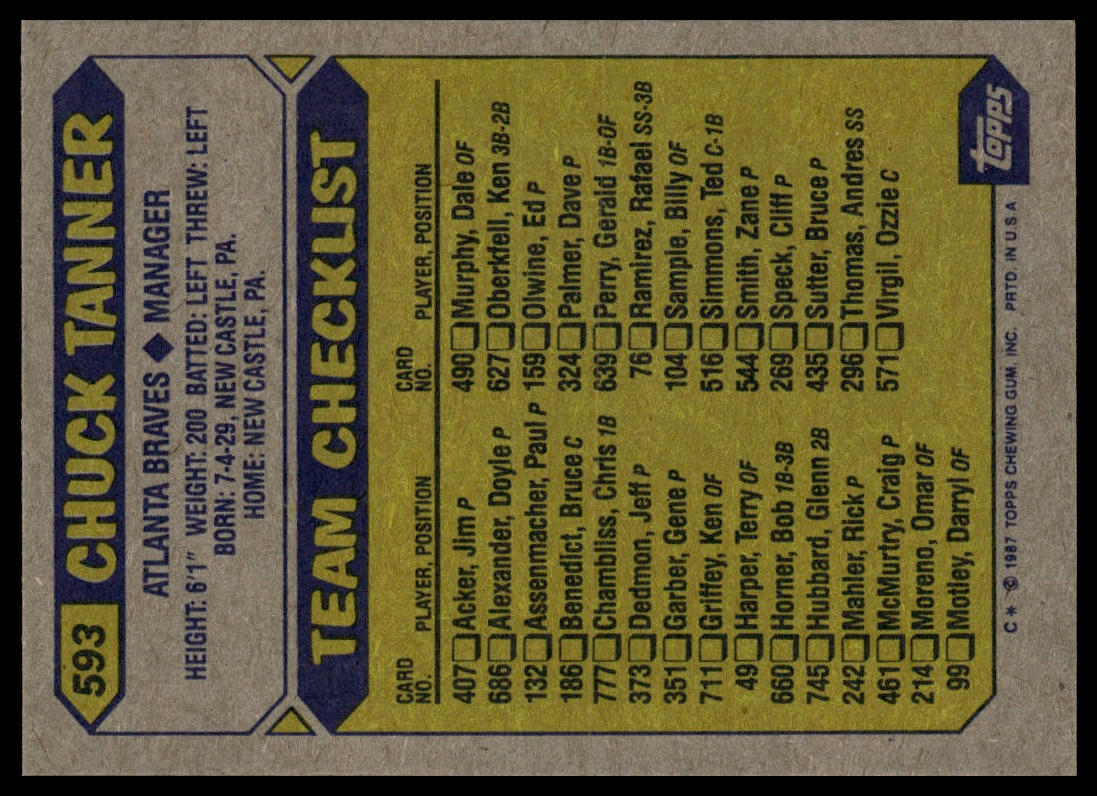 593 CHUCK TANNER
ATLANTA BRAVES ◆ MANAGER
HEIGHT: 6'1" WEIGHT: 200 BATTED: LEFT THREW: LEFT
BORN: 7-4-29, NEW CASTLE, PA.
HOME: NEW CASTLE, PA.
TEAM CHECKLIST
CARD NO. PLAYER, POSITION
407 Acker, Jim P
686 Alexander, Doyle P
132 Assenmacher, Paul P
186 Benedict, Bruce C
777 Chambliss, Chris 1B
373 Dedmon, Jeff P
351 Garber, Gene P
711 Griffey, Ken OF
49 Harper, Terry OF
660 Horner, Bob 1B-3B
745 Hubbard, Glenn 2B
242 Mahler, Rick P
461 McMurtry, Craig P
214 Moreno, Omar OF
99 Motley, Darryl OF
CARD NO. PLAYER, POSITION
490 Murphy, Dale OF
627 Oberkfell, Ken 3B-2B
159 Olwine, Ed P
324 Palmer, Dave P
639 Perry, Gerald 1B-OF
76 Ramirez, Rafael SS-3B
104 Sample, Billy OF
516 Simmons, Ted C-1B
544 Smith, Zane P
269 Speck, Cliff P
435 Sutter, Bruce P
296 Thomas, Andres SS
571 Virgil, Ozzie C
C* © 1987 TOPPS CHEWING GUM, INC. PRTD. IN U.S.A.
topps